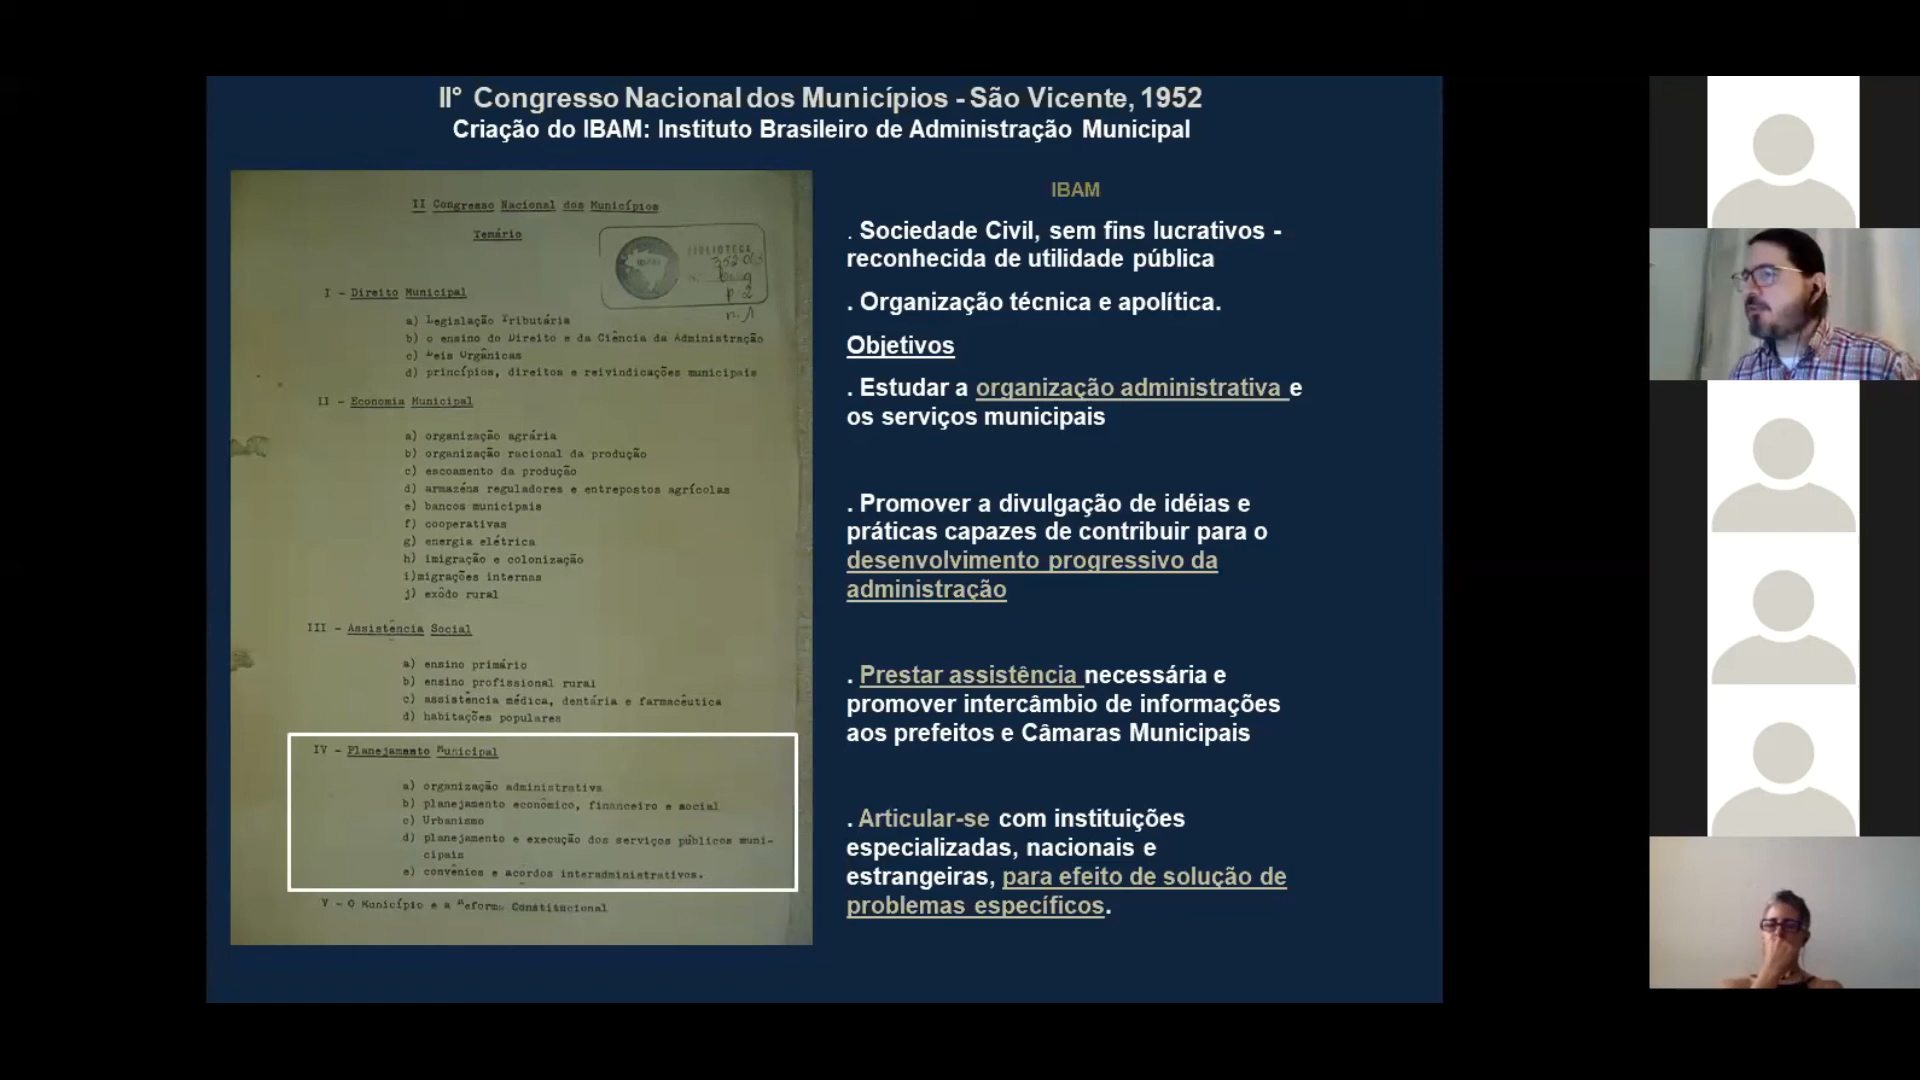 II° Congresso Nacional dos Municípios - São Vicente, 1952
Criação do IBAM: Instituto Brasileiro de Administração Municipal
II Congresso Nacional dos Municípios
Temário
BIBLIOTECA
I - Direito Municipal
a) Legislação Tributária
b) o ensino do Direito e da Ciência da Administração
c) Leis Orgânicas
d) princípios, direitos e reivindicações municipais
II - Economia Municipal
a) organização agrária
b) organização racional da produção
c) escoamento da produção
d) armazéns reguladores e entrepostos agrícolas
e) bancos municipais
f) cooperativas
g) energia elétrica
h) imigração e colonização
i)migrações internas
j) exôdo rural
III - Assistência Social
a) ensino primário
b) ensino profissional rural
c) assistência médica, dentária e farmacêutica
d) habitações populares
IV - Planejamento Municipal
a) organização administrativa
b) planejamento econômico, financeiro e social
c) Urbanismo
d) planejamento e execução dos serviços públicos muni-
cipais
e) convênios e acordos interadministrativos.
V - O Município e a Reforma Constitucional
IBAM
. Sociedade Civil, sem fins lucrativos -
reconhecida de utilidade pública
. Organização técnica e apolítica.
Objetivos
. Estudar a organização administrativa e
os serviços municipais
. Promover a divulgação de idéias e
práticas capazes de contribuir para o
desenvolvimento progressivo da
administração
. Prestar assistência necessária e
promover intercâmbio de informações
aos prefeitos e Câmaras Municipais
. Articular-se com instituições
especializadas, nacionais e
estrangeiras, para efeito de solução de
problemas específicos.